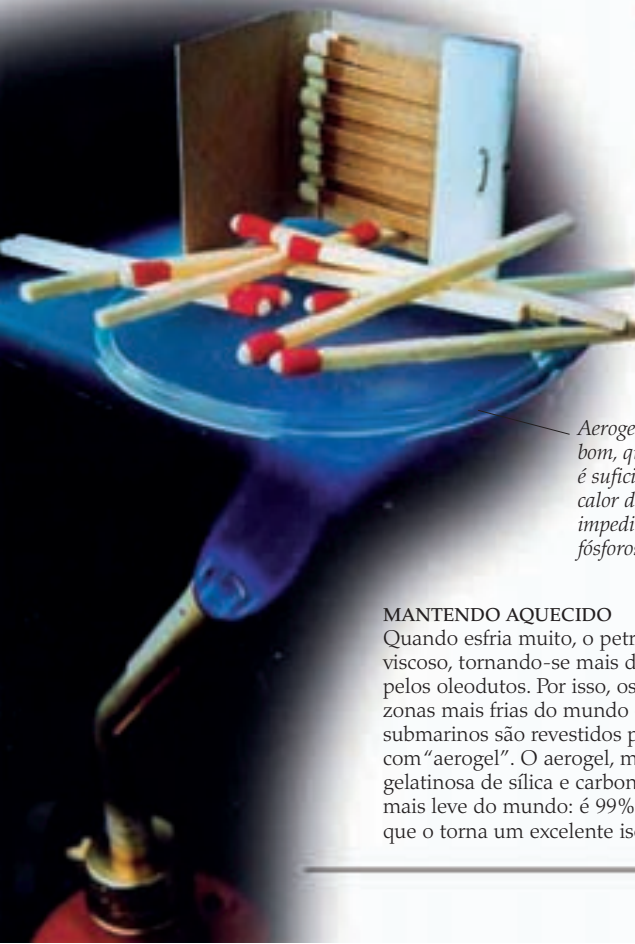 Aeroge
bom, qu
é sufici
calor d
impedi
fósforos
MANTENDO AQUECIDO
Quando esfria muito, o petr
viscoso, tornando-se mais d
pelos oleodutos. Por isso, os
zonas mais frias do mundo
submarinos são revestidos p
com “aerogel”. O aerogel, m
gelatinosa de sílica e carbon
mais leve do mundo: é 99%
que o torna um excelente iso